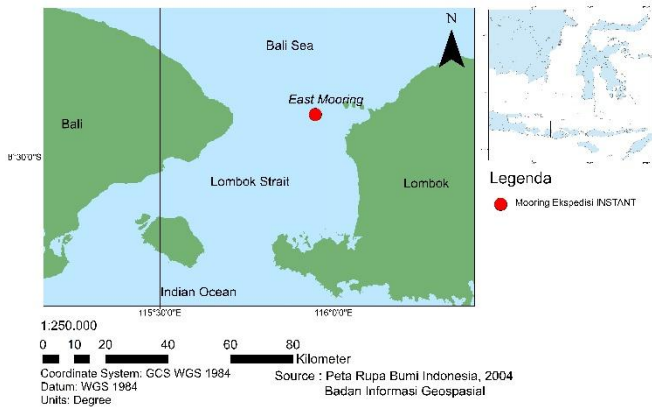 N
Bali Sea
East Mooring
Bali
8°30'0"S
Lombok Strait
Lombok
Indian Ocean
115°30'0"E
116°0'0"E
Legenda
Mooring Ekspedisi INSTANT
1:250.000
0 10 20 40 60 80
Kilometer
Coordinate System: GCS WGS 1984
Datum: WGS 1984
Units: Degree
Source : Peta Rupa Bumi Indonesia, 2004
Badan Informasi Geospasial